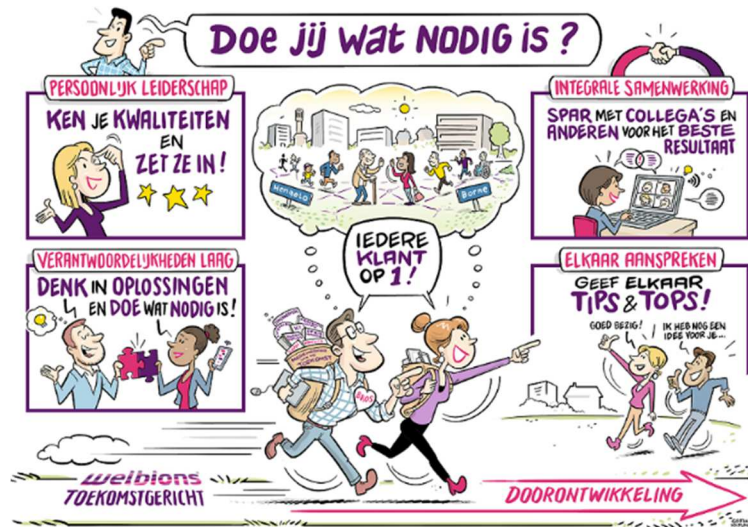 DOE JIJ WAT NODIG IS?
PERSOONLIJK LEIDERSCHAP
KEN JE KWALITEITEN
EN
ZET ZE IN!
INTEGRALE SAMENWERKING
SPAR MET COLLEGA'S EN
ANDEREN VOOR HET BESTE
RESULTAAT
Hengelo
Borne
IEDERE
KLANT
OP 1!
VERANTWOORDELIJKHEDEN LAAG
DENK IN OPLOSSINGEN
EN DOE WAT NODIG IS!
ELKAAR AANSPREKEN
GEEF ELKAAR
TIPS & TOPS!
GOED BEZIG!
IK HEB NOG EEN
IDEE VOOR JE...
TOEKOMST
welbions
TOEKOMSTGERICHT
DOORONTWIKKELING